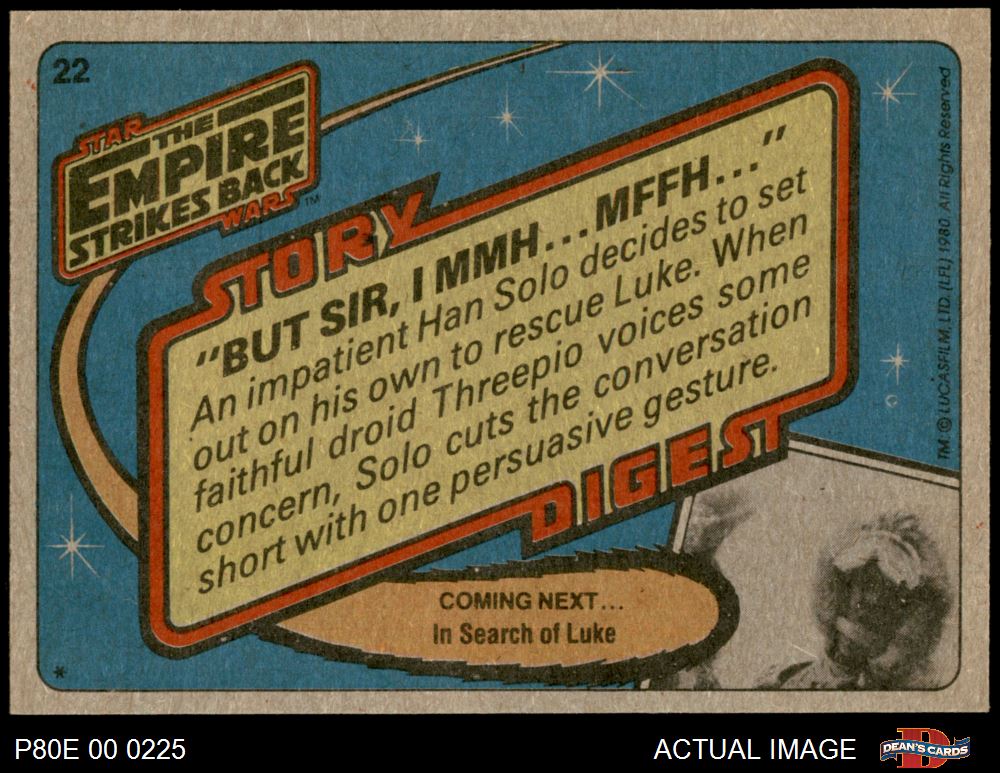 22
STAR
THE
EMPIRE
STRIKES BACK
WARS™
STORY
"BUT SIR, I MMH...MFFH..."
An impatient Han Solo decides to set
out on his own to rescue Luke. When
faithful droid Threepio voices some
concern, Solo cuts the conversation
short with one persuasive gesture.
DIGEST
COMING NEXT...
In Search of Luke
*
TM: © LUCASFILM, LTD. (LFL) 1980. All Rights Reserved
P80E 00 0225
ACTUAL IMAGE
DEAN'S CARDS